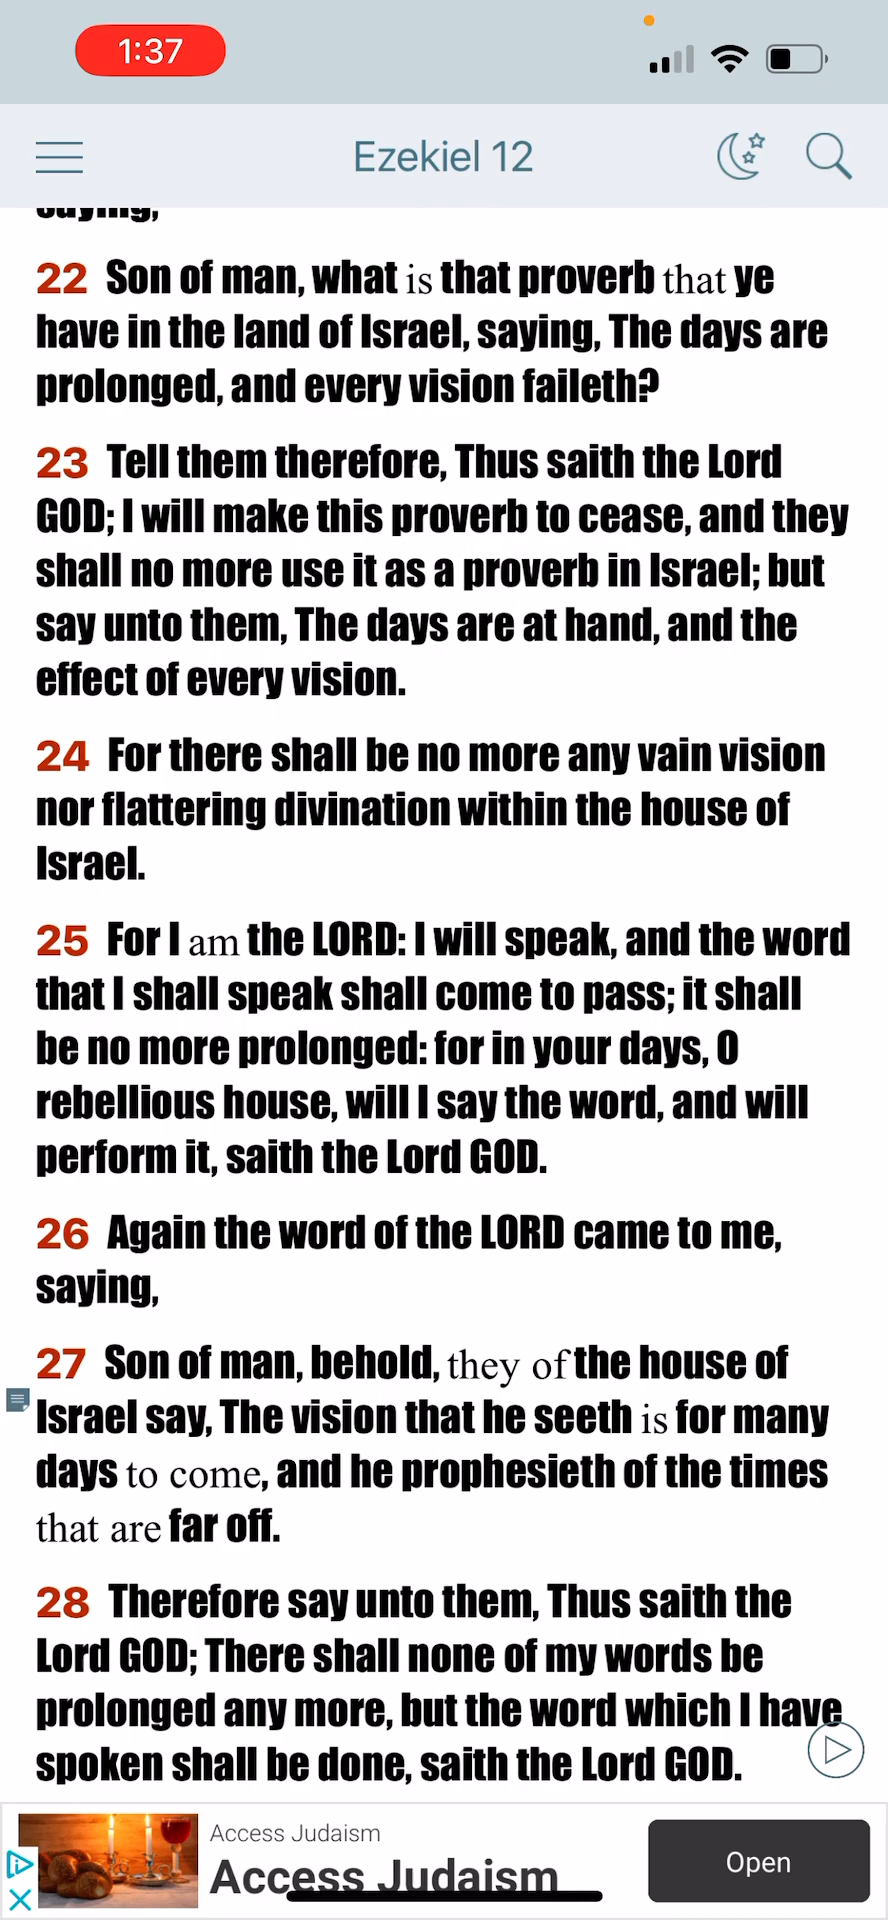 1:37
Ezekiel 12
saying,
22 Son of man, what is that proverb that ye
have in the land of Israel, saying, The days are
prolonged, and every vision faileth?
23 Tell them therefore, Thus saith the Lord
GOD; I will make this proverb to cease, and they
shall no more use it as a proverb in Israel; but
say unto them, The days are at hand, and the
effect of every vision.
24 For there shall be no more any vain vision
nor flattering divination within the house of
Israel.
25 For I am the LORD: I will speak, and the word
that I shall speak shall come to pass; it shall
be no more prolonged: for in your days, O
rebellious house, will I say the word, and will
perform it, saith the Lord GOD.
26 Again the word of the LORD came to me,
saying,
27 Son of man, behold, they of the house of
Israel say, The vision that he seeth is for many
days to come, and he prophesieth of the times
that are far off.
28 Therefore say unto them, Thus saith the
Lord GOD; There shall none of my words be
prolonged any more, but the word which I have
spoken shall be done, saith the Lord GOD.
Access Judaism
Access Judaism
Open